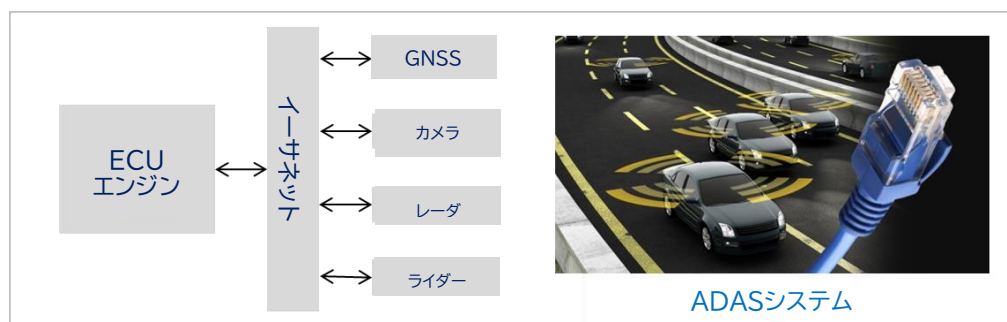 ECU
エンジン
イーサネット
GNSS
カメラ
レーダ
ライダー
ADASシステム